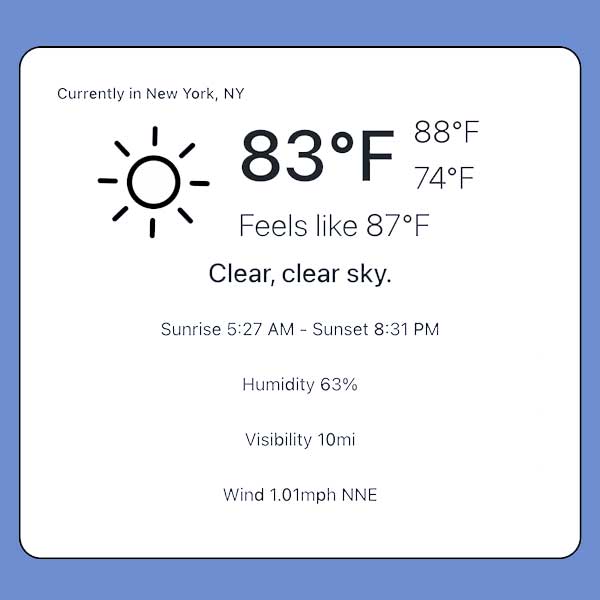 Currently in New York, NY
83°F
88°F
74°F
Feels like 87°F
Clear, clear sky.
Sunrise 5:27 AM - Sunset 8:31 PM
Humidity 63%
Visibility 10mi
Wind 1.01mph NNE